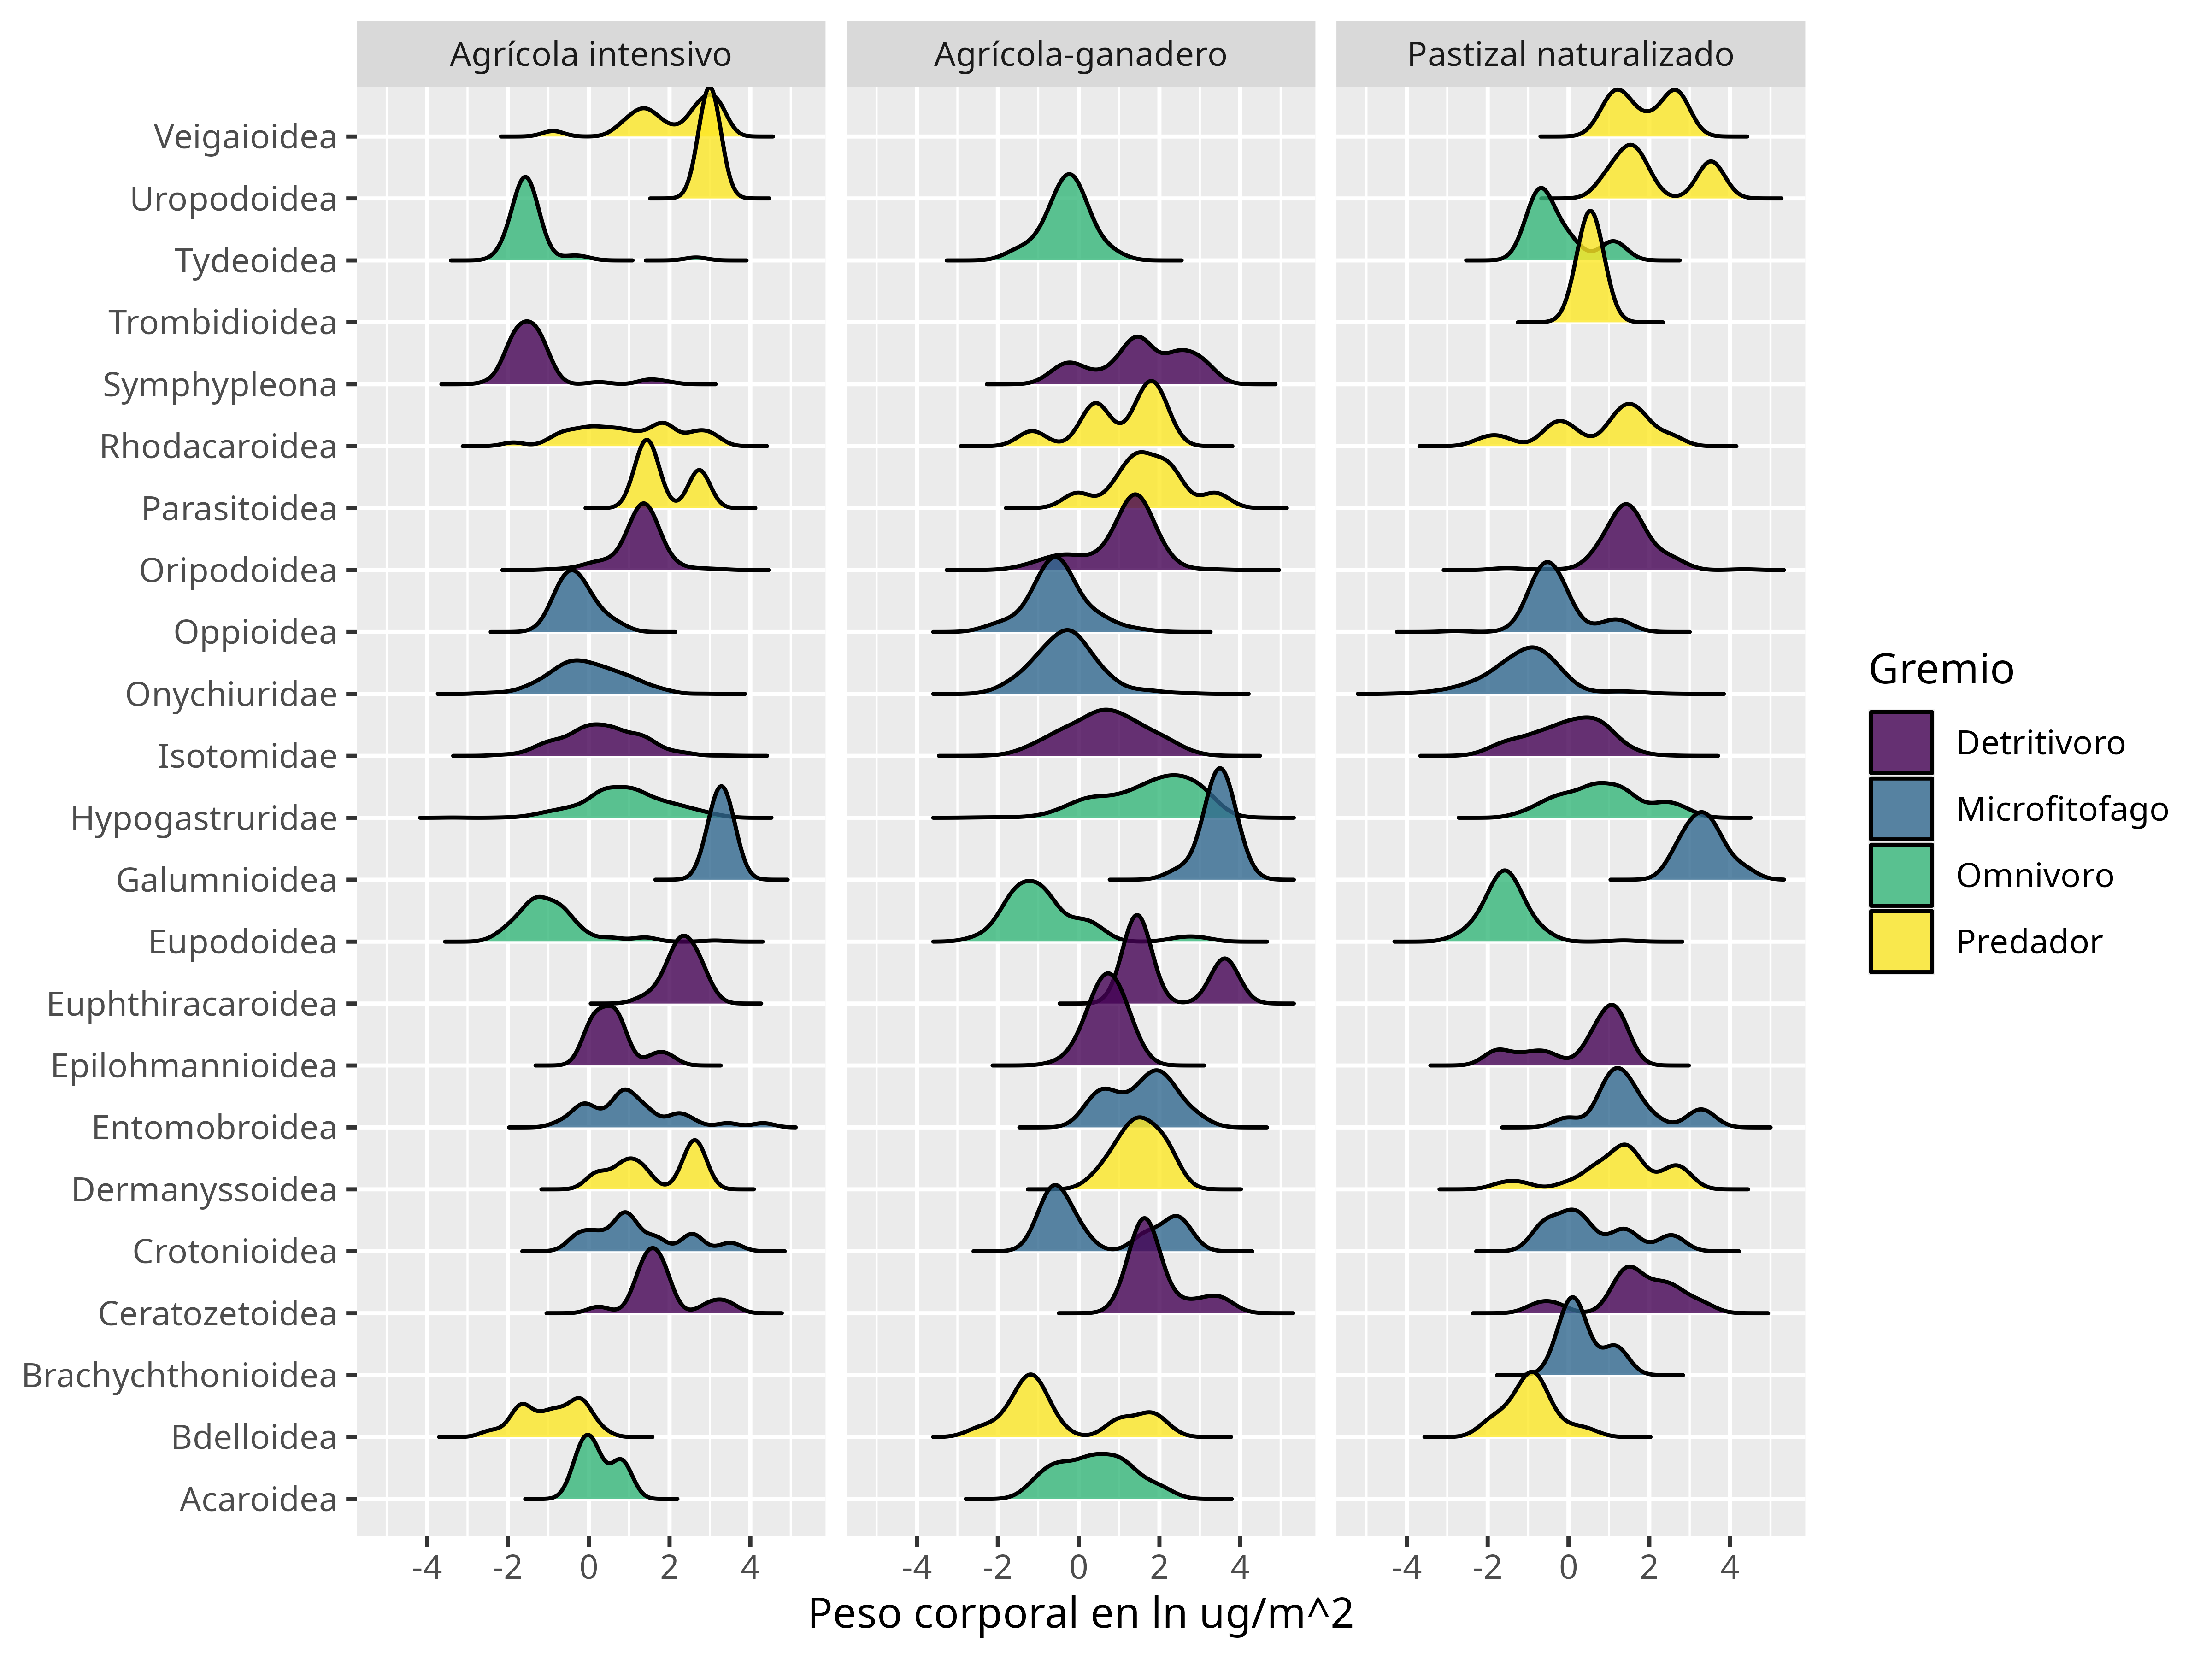 Agrícola intensivo
Agrícola-ganadero
Pastizal naturalizado
Veigaioidea
Uropodoidea
Tydeoidea
Trombidioidea
Symphypleona
Rhodacaroidea
Parasitoidea
Oripodoidea
Oppioidea
Onychiuridae
Isotomidae
Hypogastruridae
Galumnioidea
Eupodoidea
Euphthiracaroidea
Epilohmannioidea
Entomobroidea
Dermanyssoidea
Crotonioidea
Ceratozetoidea
Brachychthonioidea
Bdelloidea
Acaroidea
-4 -2 0 2 4
-4 -2 0 2 4
-4 -2 0 2 4
Peso corporal en ln ug/m^2
Gremio
Detritivoro
Microfitofago
Omnivoro
Predador